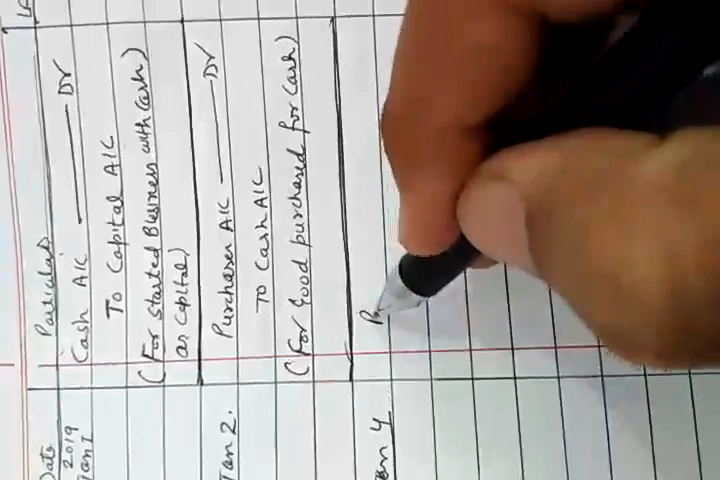 Date Particulars
2019
Jan 1 Cash A/C ——— Dr
To Capital A/C
(For Started Business with Cash)
as Capital)
Jan 2. Purchases A/C ——— Dr
To Cash A/C
(For Good purchased for Cash)
Jan 4